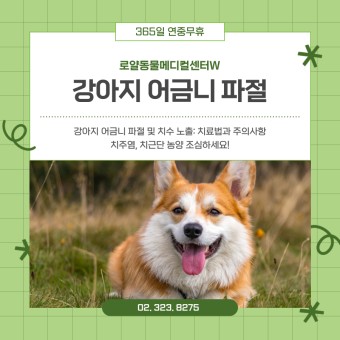 365일 연중무휴
로얄동물메디컬센터W
강아지 어금니 파절
강아지 어금니 파절 및 치수 노출: 치료법과 주의사항
치주염, 치근단 농양 조심하세요!
02. 323. 8275